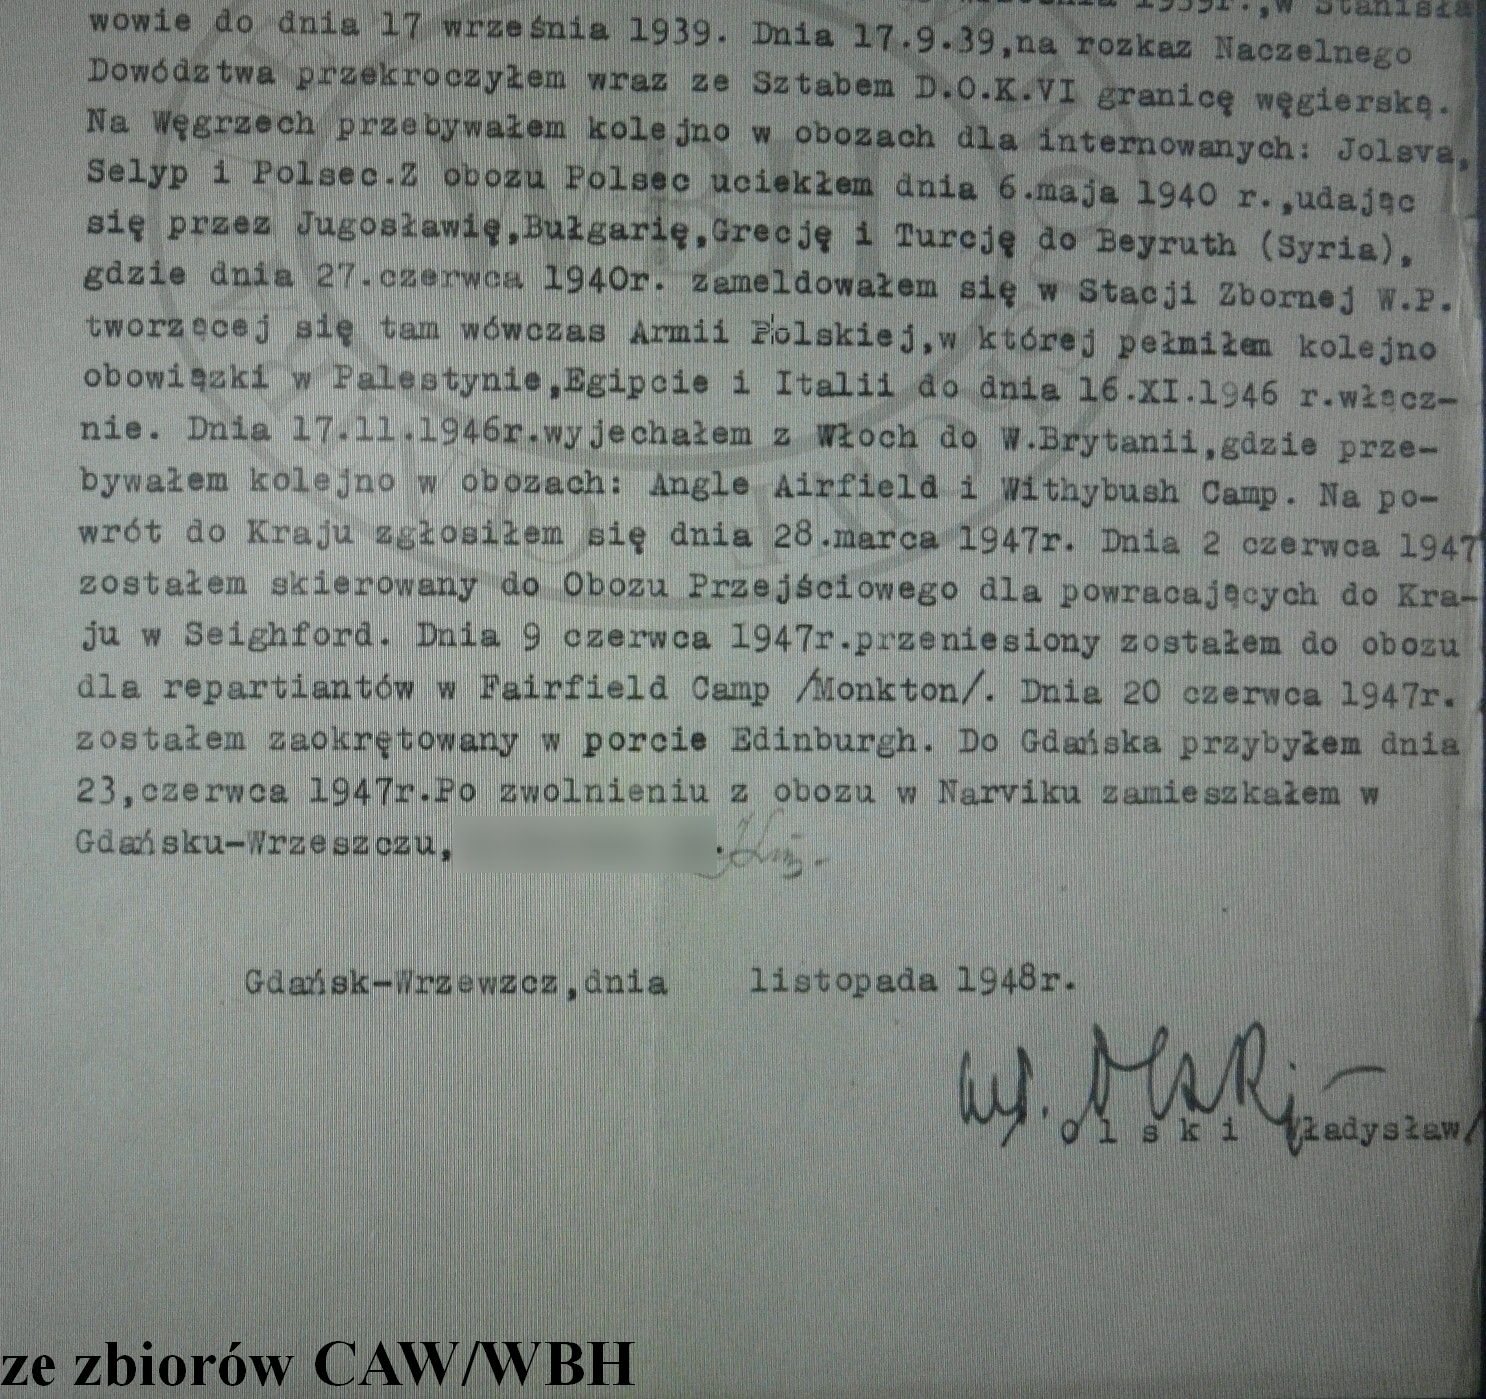 1939r.,w Stanisła
wowie do dnia 17 września 1939. Dnia 17.9.39,na rozkaz Naczelnego
Dowództwa przekroczyłem wraz ze Sztabem D.O.K.VI granicę węgierską.
Na Węgrzech przebywałem kolejno w obozach dla internowanych: Jolsva,
Selyp i Polsec.Z obozu Polsec uciekłem dnia 6.maja 1940 r.,udając
się przez Jugosławię,Bułgarię,Grecję i Turcję do Beyruth (Syria),
gdzie dnia 27.czerwca 1940r. zameldowałem się w Stacji Zbornej W.P.
tworzącej się tam wówczas Armii Polskiej,w której pełniłem kolejno
obowiązki w Palestynie,Egipcie i Italii do dnia 16.XI.1946 r.włącz-
nie. Dnia 17.11.1946r.wyjechałem z Włoch do W.Brytanii,gdzie prze-
bywałem kolejno w obozach: Angle Airfield i Withybush Camp. Na po-
wrót do Kraju zgłosiłem się dnia 28.marca 1947r. Dnia 2 czerwca 1947
zostałem skierowany do Obozu Przejściowego dla powracających do Kra-
ju w Seighford. Dnia 9 czerwca 1947r.przeniesiony zostałem do obozu
dla repartiantów w Fairfield Camp /Monkton/. Dnia 20 czerwca 1947r.
zostałem zaokrętowany w porcie Edinburgh. Do Gdańska przybyłem dnia
23,czerwca 1947r.Po zwolnieniu z obozu w Narviku zamieszkałem w
Gdańsku-Wrzeszczu, .
Gdańsk-Wrzewzcz,dnia listopada 1948r.
Wł. Olski
Olski Władysław/
ze zbiorów CAW/WBH